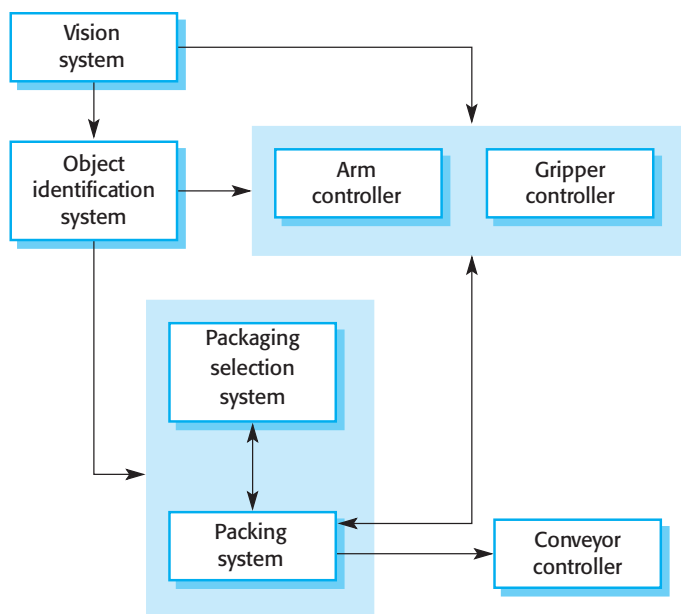 Vision
system
Object
identification
system
Arm
controller
Gripper
controller
Packaging
selection
system
Packing
system
Conveyor
controller